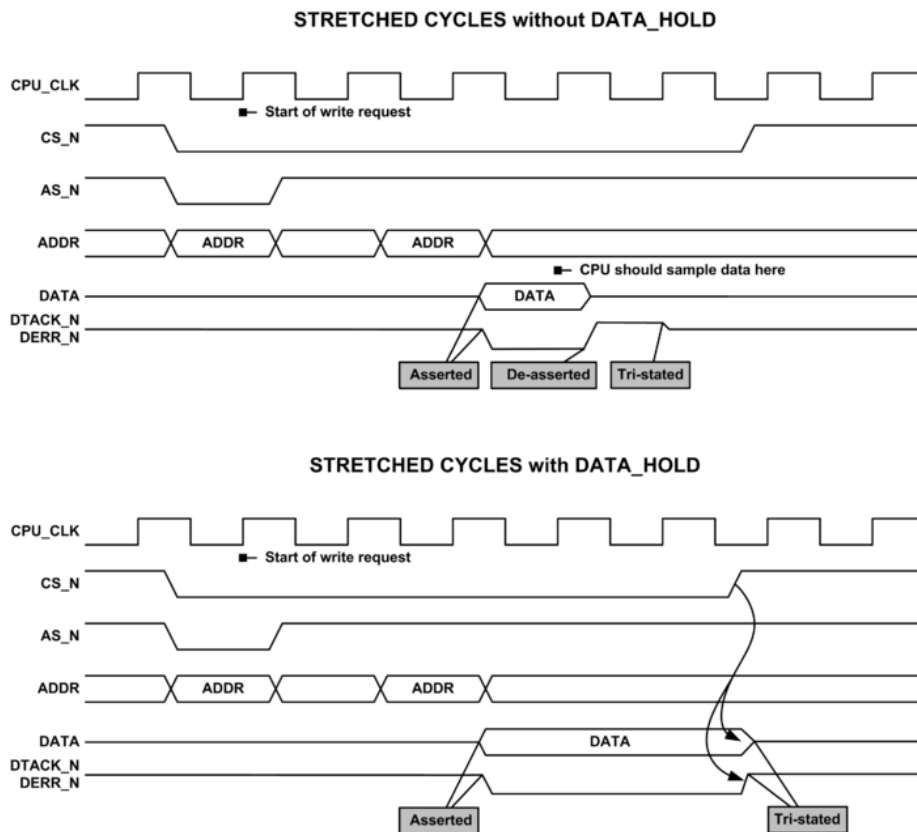 STRETCHED CYCLES without DATA_HOLD
CPU_CLK
Start of write request
CS_N
AS_N
ADDR ADDR ADDR
CPU should sample data here
DATA DATA
DTACK_N
DERR_N
Asserted De-asserted Tri-stated
STRETCHED CYCLES with DATA_HOLD
CPU_CLK
Start of write request
CS_N
AS_N
ADDR ADDR ADDR
DATA DATA
DTACK_N
DERR_N
Asserted Tri-stated